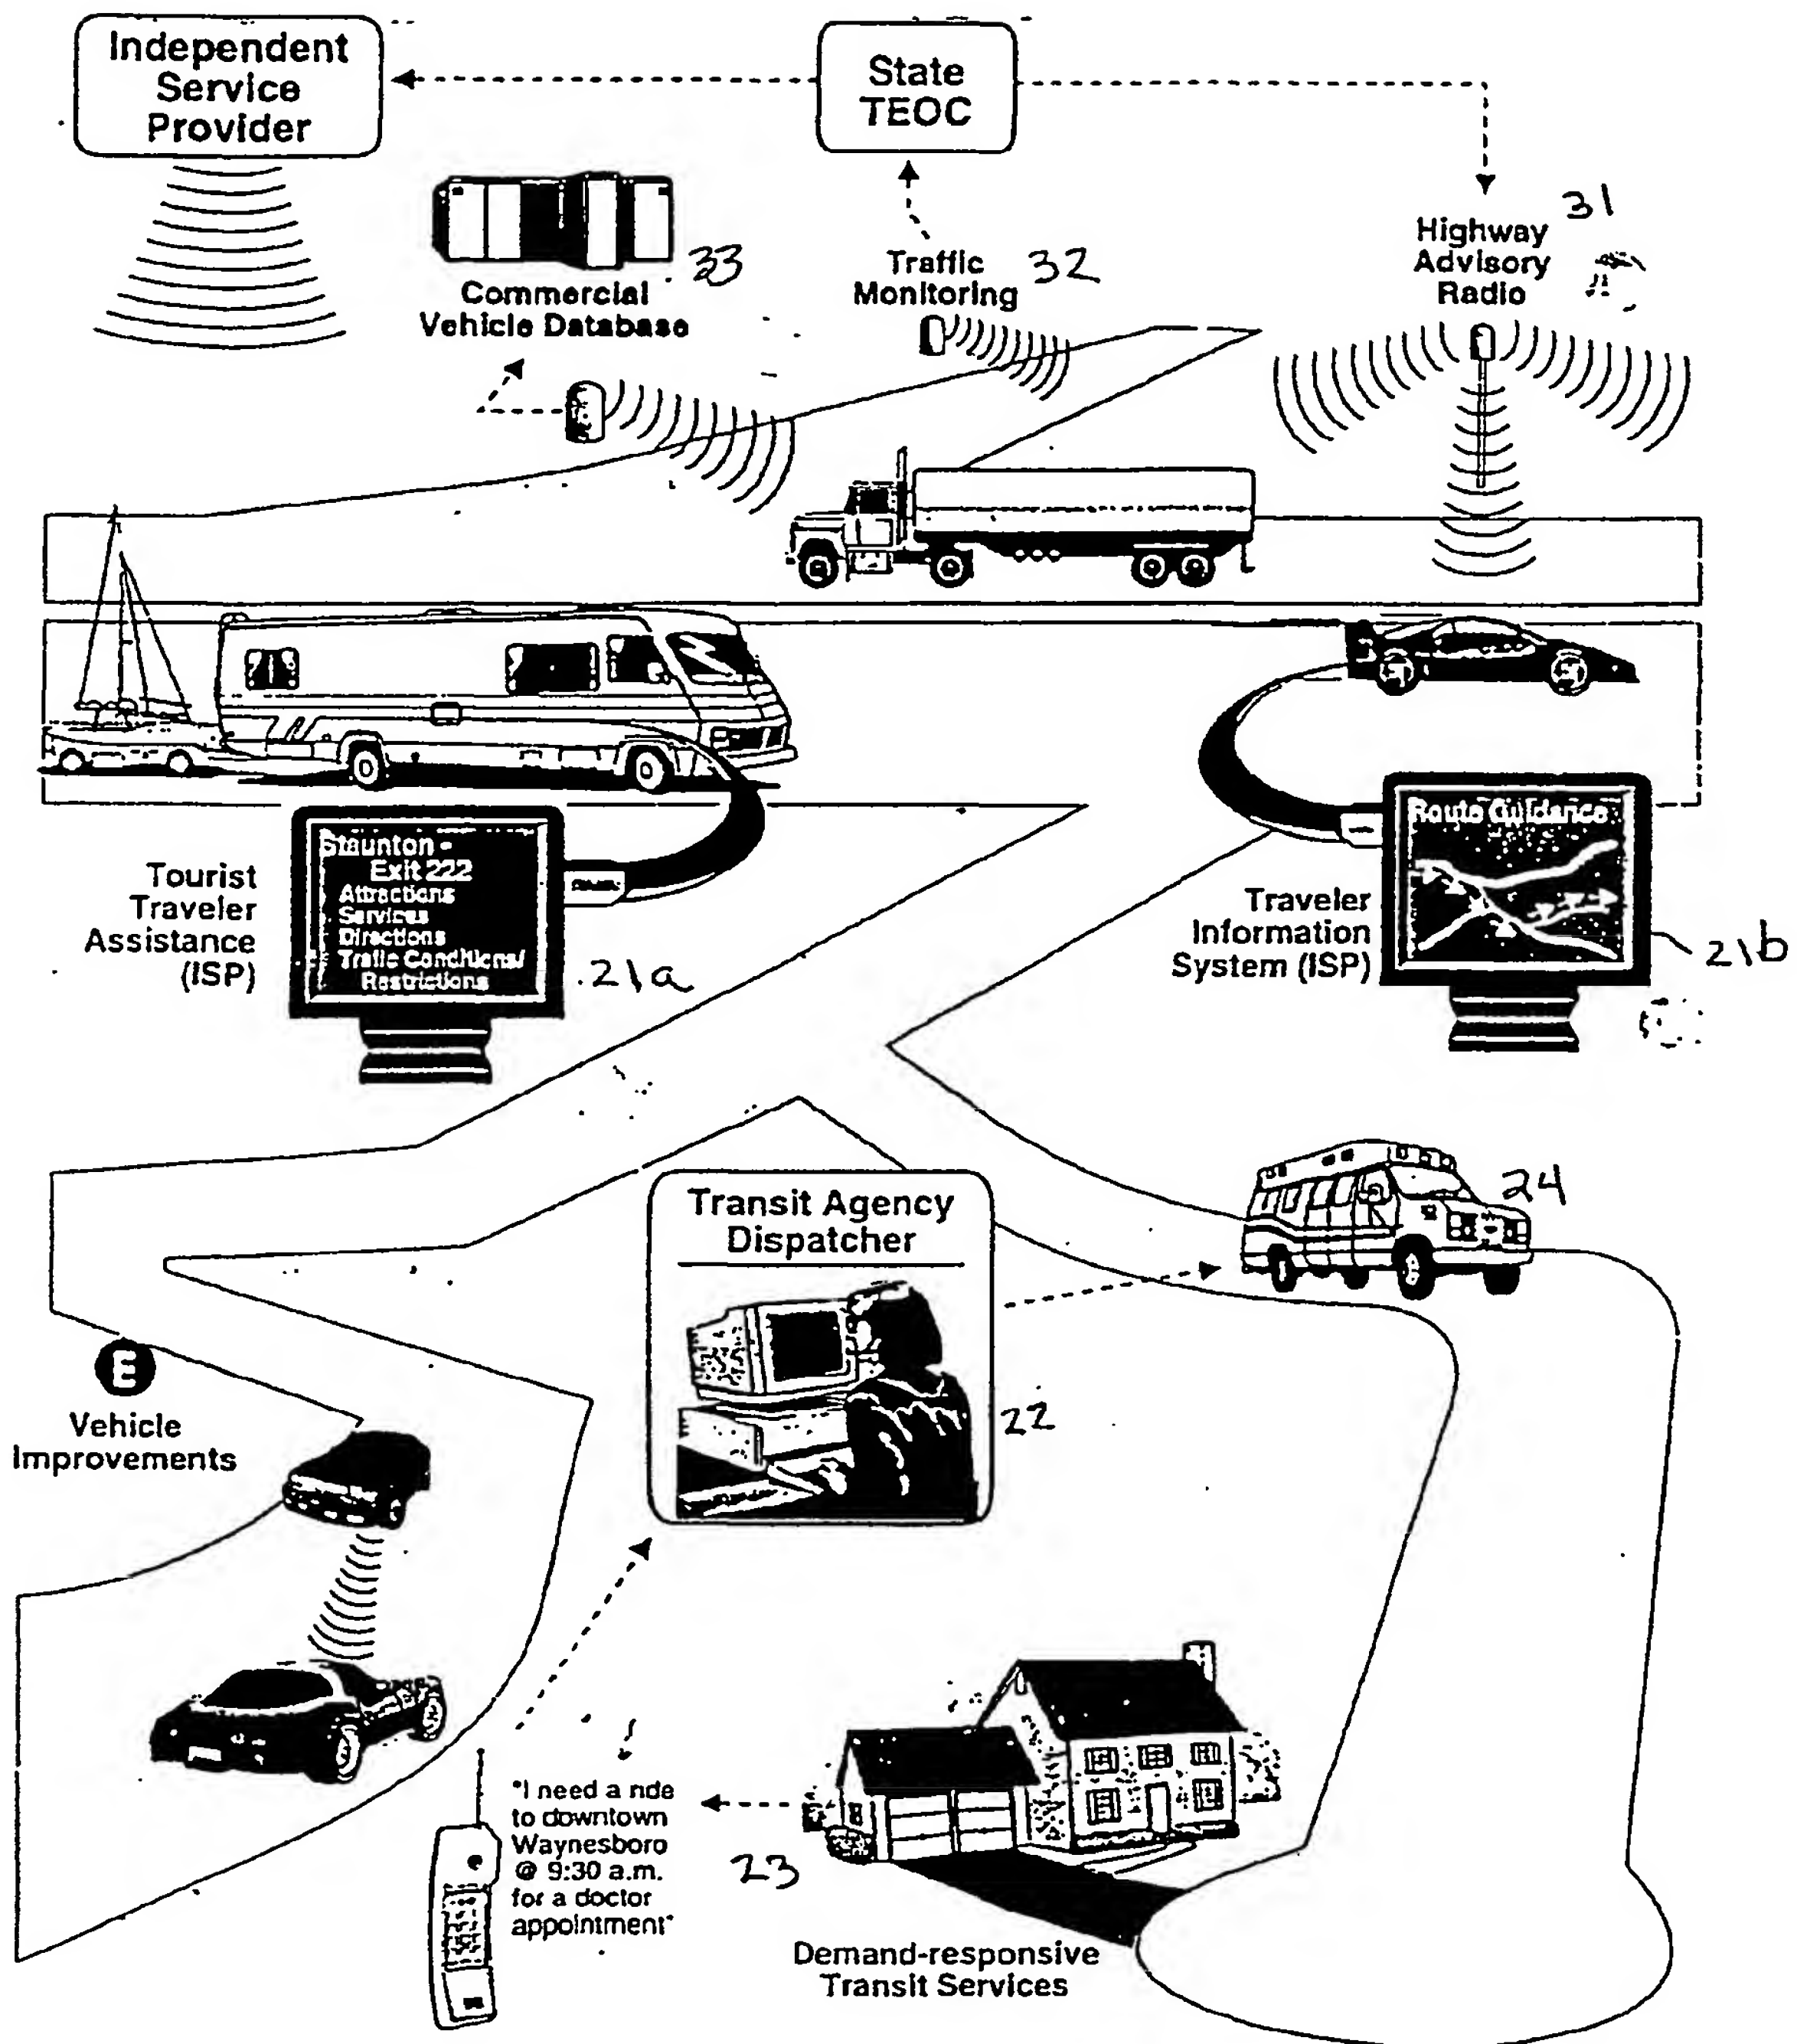 Independent
Service
Provider
State
TEOC
33
Commercial
Vehicle Database
Traffic
Monitoring
32
31
Highway
Advisory
Radio
Tourist
Traveler
Assistance
(ISP)
Staunton -
Exit 222
Attractions
Services
Directions
Traffic Conditions/
Restrictions
21a
Traveler
Information
System (ISP)
Route Guidance
21b
Transit Agency
Dispatcher
22
24
E
Vehicle
Improvements
"I need a ride
to downtown
Waynesboro
@ 9:30 a.m.
for a doctor
appointment"
23
Demand-responsive
Transit Services